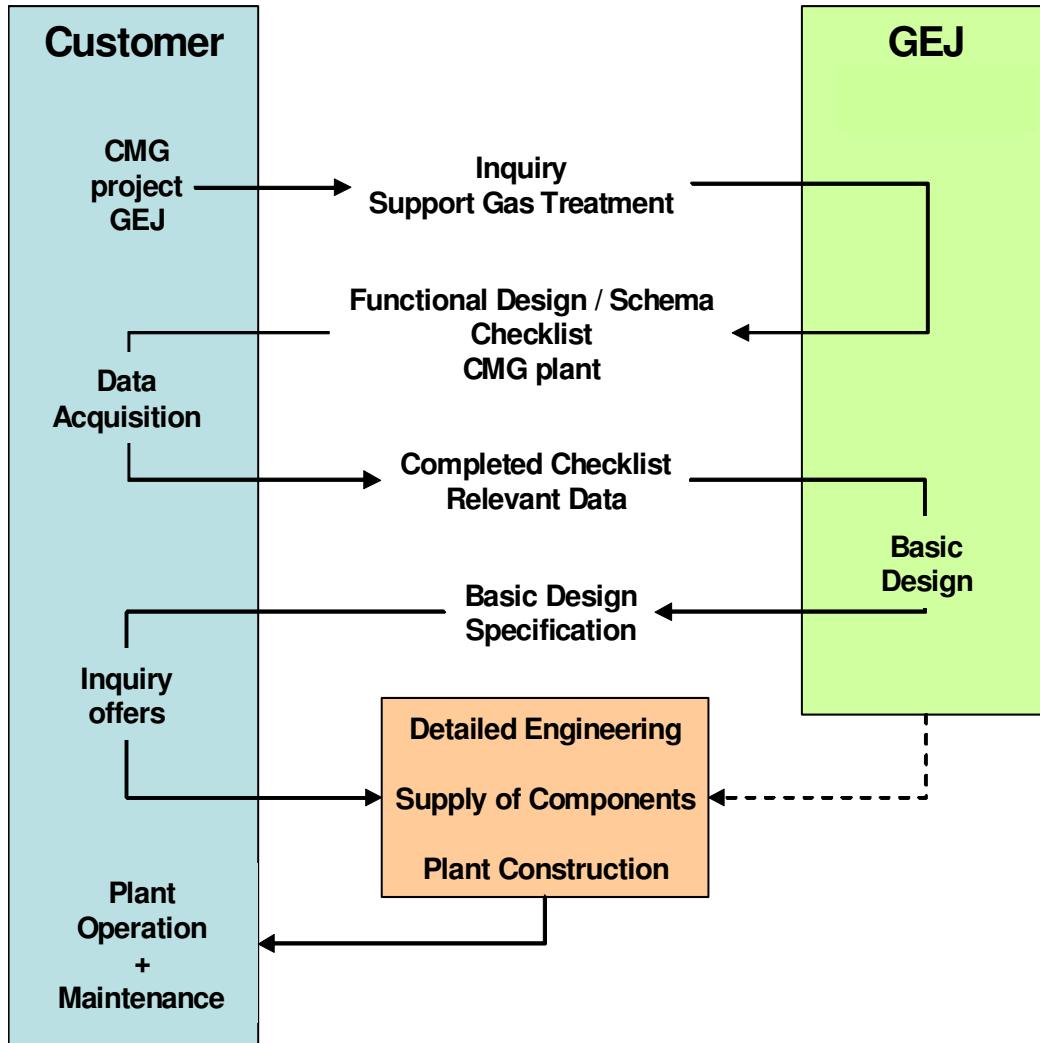 Customer
GEJ
CMG
project
GEJ
Inquiry
Support Gas Treatment
Functional Design / Schema
Checklist
CMG plant
Data
Acquisition
Completed Checklist
Relevant Data
Basic
Design
Basic Design
Specification
Inquiry
offers
Detailed Engineering
Supply of Components
Plant Construction
Plant
Operation
+
Maintenance